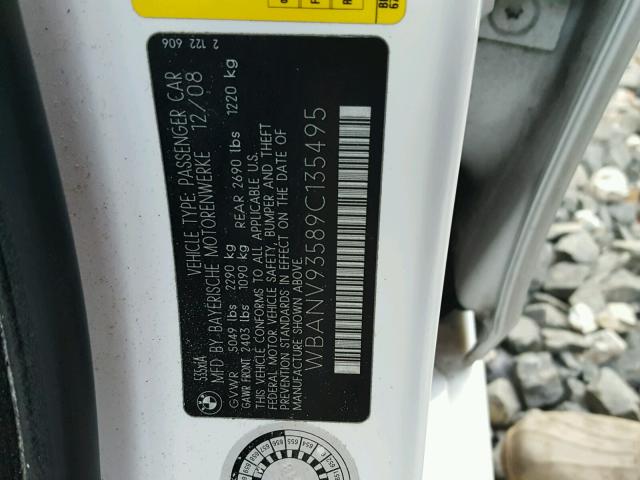 2 122 606
535xiA
VEHICLE TYPE: PASSENGER CAR
MFD BY BAYERISCHE MOTORENWERKE 12/08
GVWR 5049 lbs 2290 kg
GAWR FRONT 2403 lbs 1090 kg REAR 2690 lbs 1220 kg
THIS VEHICLE CONFORMS TO ALL APPLICABLE U.S.
FEDERAL MOTOR VEHICLE SAFETY, BUMPER AND THEFT
PREVENTION STANDARDS IN EFFECT ON THE DATE OF
MANUFACTURE SHOWN ABOVE.
WBANV93589C135495